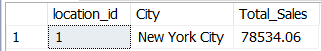 location_id City Total_Sales
1 1 New York City 78534.06